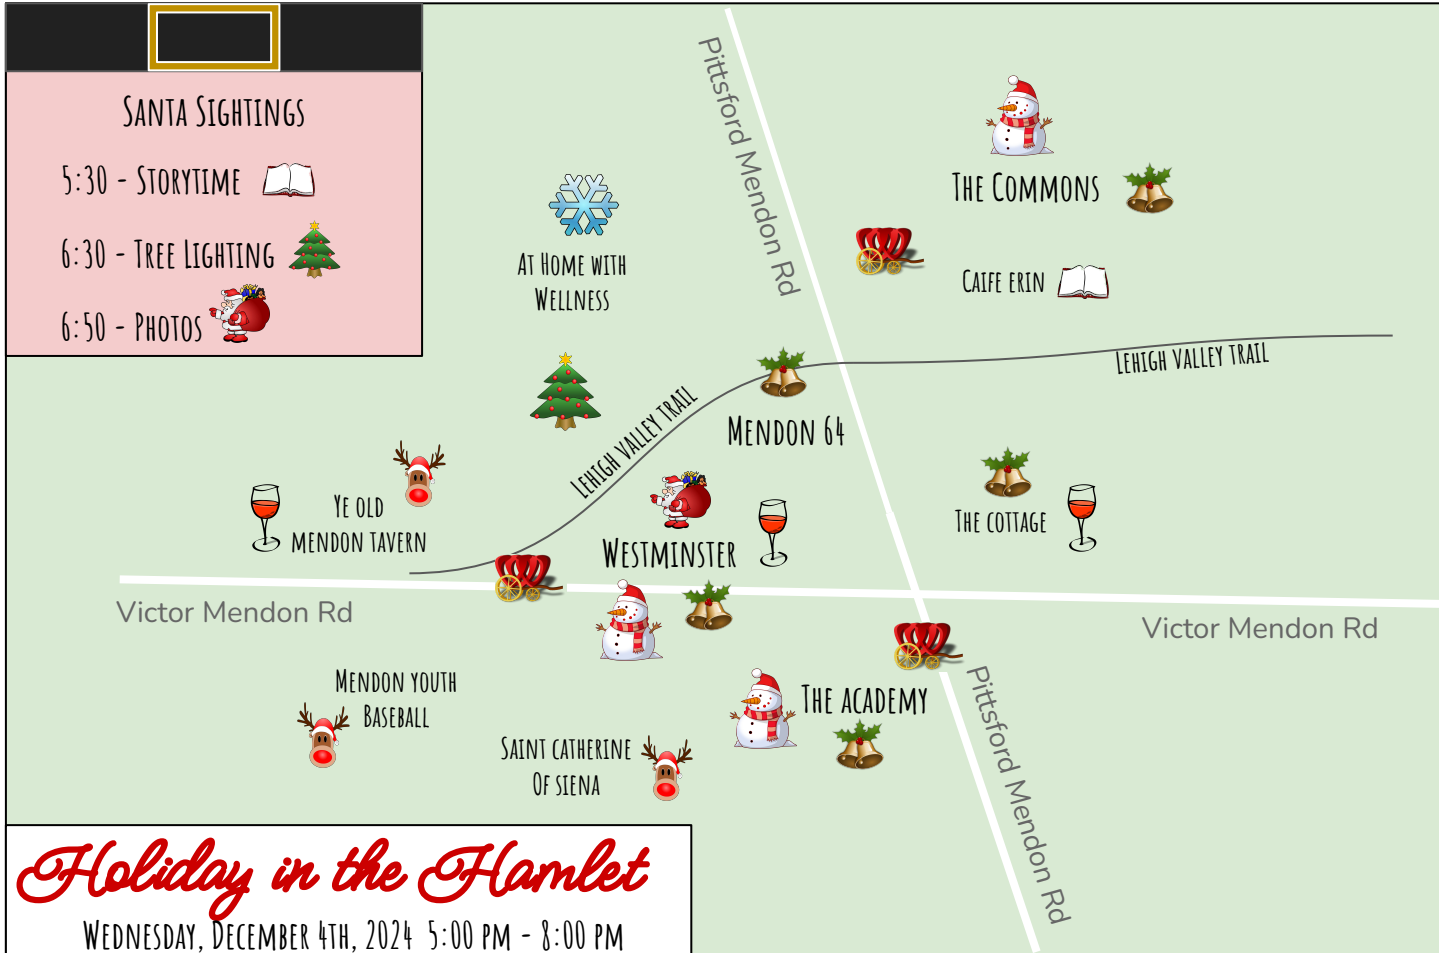 Santa Sightings
5:30 - Storytime
6:30 - Tree Lighting
6:50 - Photos
Pittsford Mendon Rd
The Commons
At Home with
Wellness
Caife erin
Lehigh Valley Trail
Lehigh Valley Trail
Mendon 64
Ye old
mendon tavern
Westminster
The cottage
Victor Mendon Rd
Victor Mendon Rd
Mendon youth
Baseball
The academy
Saint catherine
Of siena
Pittsford Mendon Rd
Holiday in the Hamlet
Wednesday, December 4th, 2024 5:00 pm - 8:00 pm